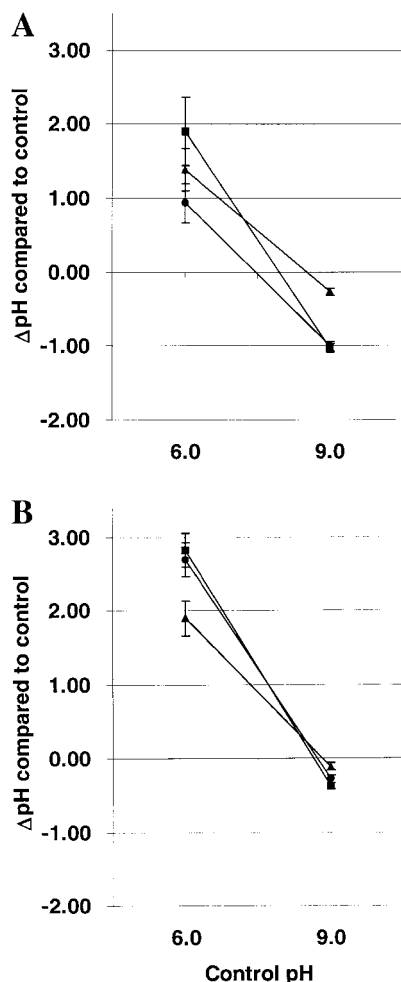 A
ΔpH compared to control
3.00
2.00
1.00
0.00
-1.00
-2.00
6.0 9.0
B
ΔpH compared to control
3.00
2.00
1.00
0.00
-1.00
-2.00
6.0 9.0
Control pH